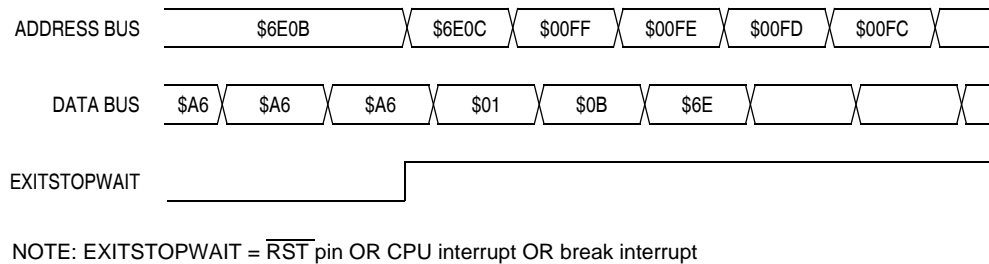 ADDRESS BUS $6E0B $6E0C $00FF $00FE $00FD $00FC
DATA BUS $A6 $A6 $A6 $01 $0B $6E
EXITSTOPWAIT
NOTE: EXITSTOPWAIT = RST pin OR CPU interrupt OR break interrupt